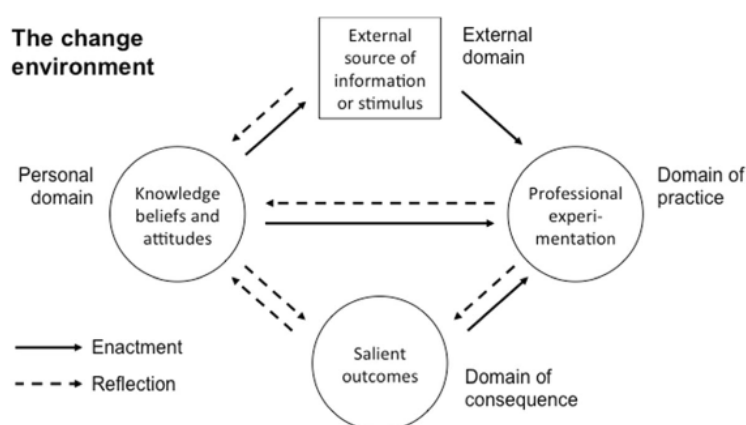 The change
environment
External
source of
information
or stimulus
External
domain
Personal
domain
Knowledge
beliefs and
attitudes
Professional
experi-
mentation
Domain of
practice
Salient
outcomes
Domain of
consequence
Enactment
Reflection